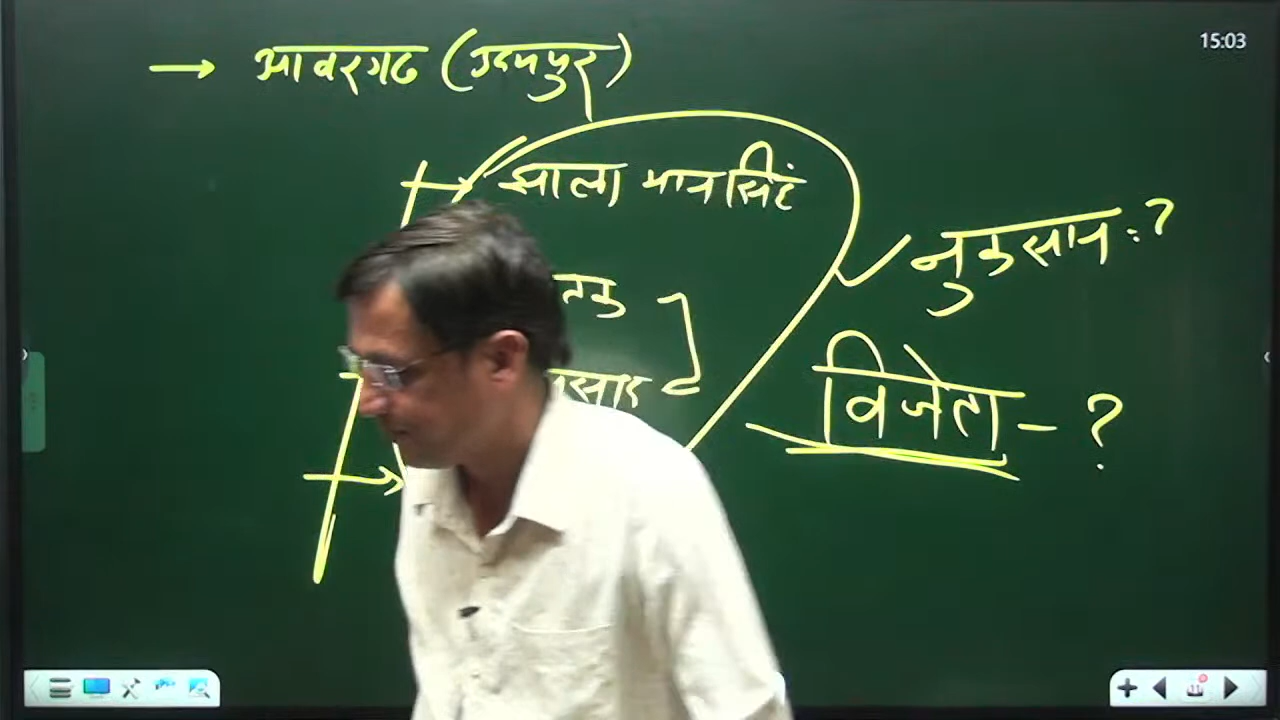 15:03
→ आवरगढ (उदयपुर)
झाला मानसिंह
नुकसान :?
विजेता - ?